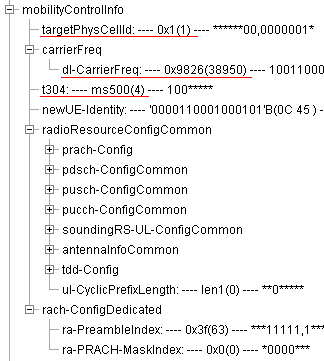 mobilityControlInfo
targetPhysCellId: ---- 0x1(1) ---- ******00,0000001*
carrierFreq
dl-CarrierFreq: ---- 0x9826(38950) ---- 10011000
t304: ---- ms500(4) ---- 100*****
newUE-Identity: ---- '0000110001000101'B(0C 45 ) ----
radioResourceConfigCommon
prach-Config
pdsch-ConfigCommon
pusch-ConfigCommon
pucch-ConfigCommon
soundingRS-UL-ConfigCommon
antennaInfoCommon
tdd-Config
ul-CyclicPrefixLength: ---- len1(0) ---- **0*****
rach-ConfigDedicated
ra-PreambleIndex: ---- 0x3f(63) ---- ***11111,1***
ra-PRACH-MaskIndex: ---- 0x0(0) ---- *0000***